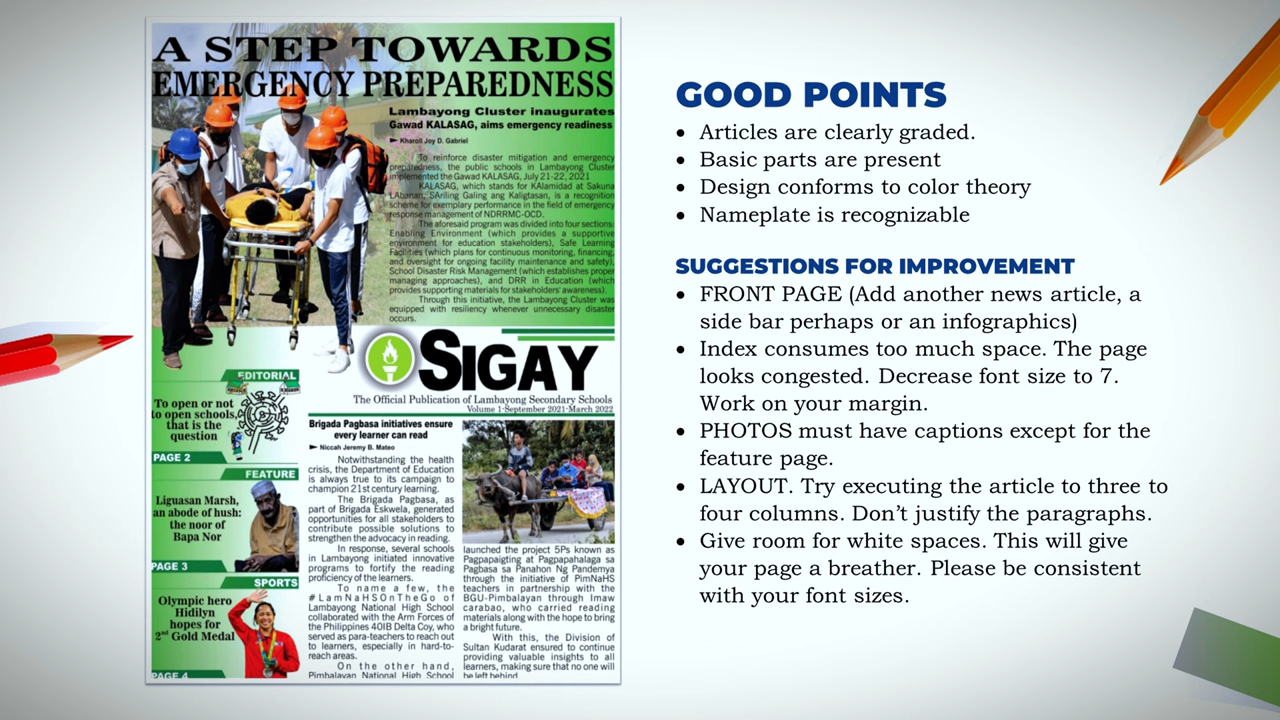 A STEP TOWARDS
EMERGENCY PREPAREDNESS
Lambayong Cluster inaugurates
Gawad KALASAG, aims emergency readiness
Kharoll Joy D. Gabriel
To reinforce disaster mitigation and emergency
preparedness, the public schools in Lambayong Cluster
implemented the Gawad KALASAG, July 21-22, 2021
KALASAG, which stands for KAlamidad at Sakuna
LAbanan, SAriling Galing ang Kaligtasan, is a recognition
scheme for exemplary performance in the field of emergency
response management of NDRRMC-OCD.
The aforesaid program was divided into four sections:
Enabling Environment (which provides a supportive
environment for education stakeholders), Safe Learning
Facilities (which plans for continuous monitoring, financing,
and oversight for ongoing facility maintenance and safety),
School Disaster Risk Management (which establishes proper
managing approaches), and DRR in Education (which
provides supporting materials for stakeholders' awareness).
Through this initiative, the Lambayong Cluster was
equipped with resiliency whenever unnecessary disaster
occurs.
SIGAY
The Official Publication of Lambayong Secondary Schools
Volume 1-September 2021-March 2022
EDITORIAL
To open or not
to open schools,
that is the
question
PAGE 2
FEATURE
Liguasan Marsh,
an abode of hush:
the noor of
Bapa Nor
PAGE 3
SPORTS
Olympic hero
Hidilyn
hopes for
2nd Gold Medal
PAGE 4
Brigada Pagbasa initiatives ensure
every learner can read
Niccah Jeremy B. Mateo
Notwithstanding the health
crisis, the Department of Education
is always true to its campaign to
champion 21st century learning.
The Brigada Pagbasa, as
part of Brigada Eskwela, generated
opportunities for all stakeholders to
contribute possible solutions to
strengthen the advocacy in reading.
In response, several schools
in Lambayong initiated innovative
programs to fortify the reading
proficiency of the learners.
To name a few, the
#LamNaHSOnTheGo of
Lambayong National High School
collaborated with the Arm Forces of
the Philippines 40IB Delta Coy, who
served as para-teachers to reach out
to learners, especially in hard-to-
reach areas.
On the other hand,
Pimbalayan National High School
launched the project 5Ps known as
Pagpapaigting at Pagpapahalaga sa
Pagbasa sa Panahon Ng Pandemya
through the initiative of PimNaHS
teachers in partnership with the
BGU-Pimbalayan through Imaw
carabao, who carried reading
materials along with the hope to bring
a bright future.
With this, the Division of
Sultan Kudarat ensured to continue
providing valuable insights to all
learners, making sure that no one will
be left behind.
GOOD POINTS
• Articles are clearly graded.
• Basic parts are present
• Design conforms to color theory
• Nameplate is recognizable
SUGGESTIONS FOR IMPROVEMENT
• FRONT PAGE (Add another news article, a
side bar perhaps or an infographics)
• Index consumes too much space. The page
looks congested. Decrease font size to 7.
Work on your margin.
• PHOTOS must have captions except for the
feature page.
• LAYOUT. Try executing the article to three to
four columns. Don't justify the paragraphs.
• Give room for white spaces. This will give
your page a breather. Please be consistent
with your font sizes.